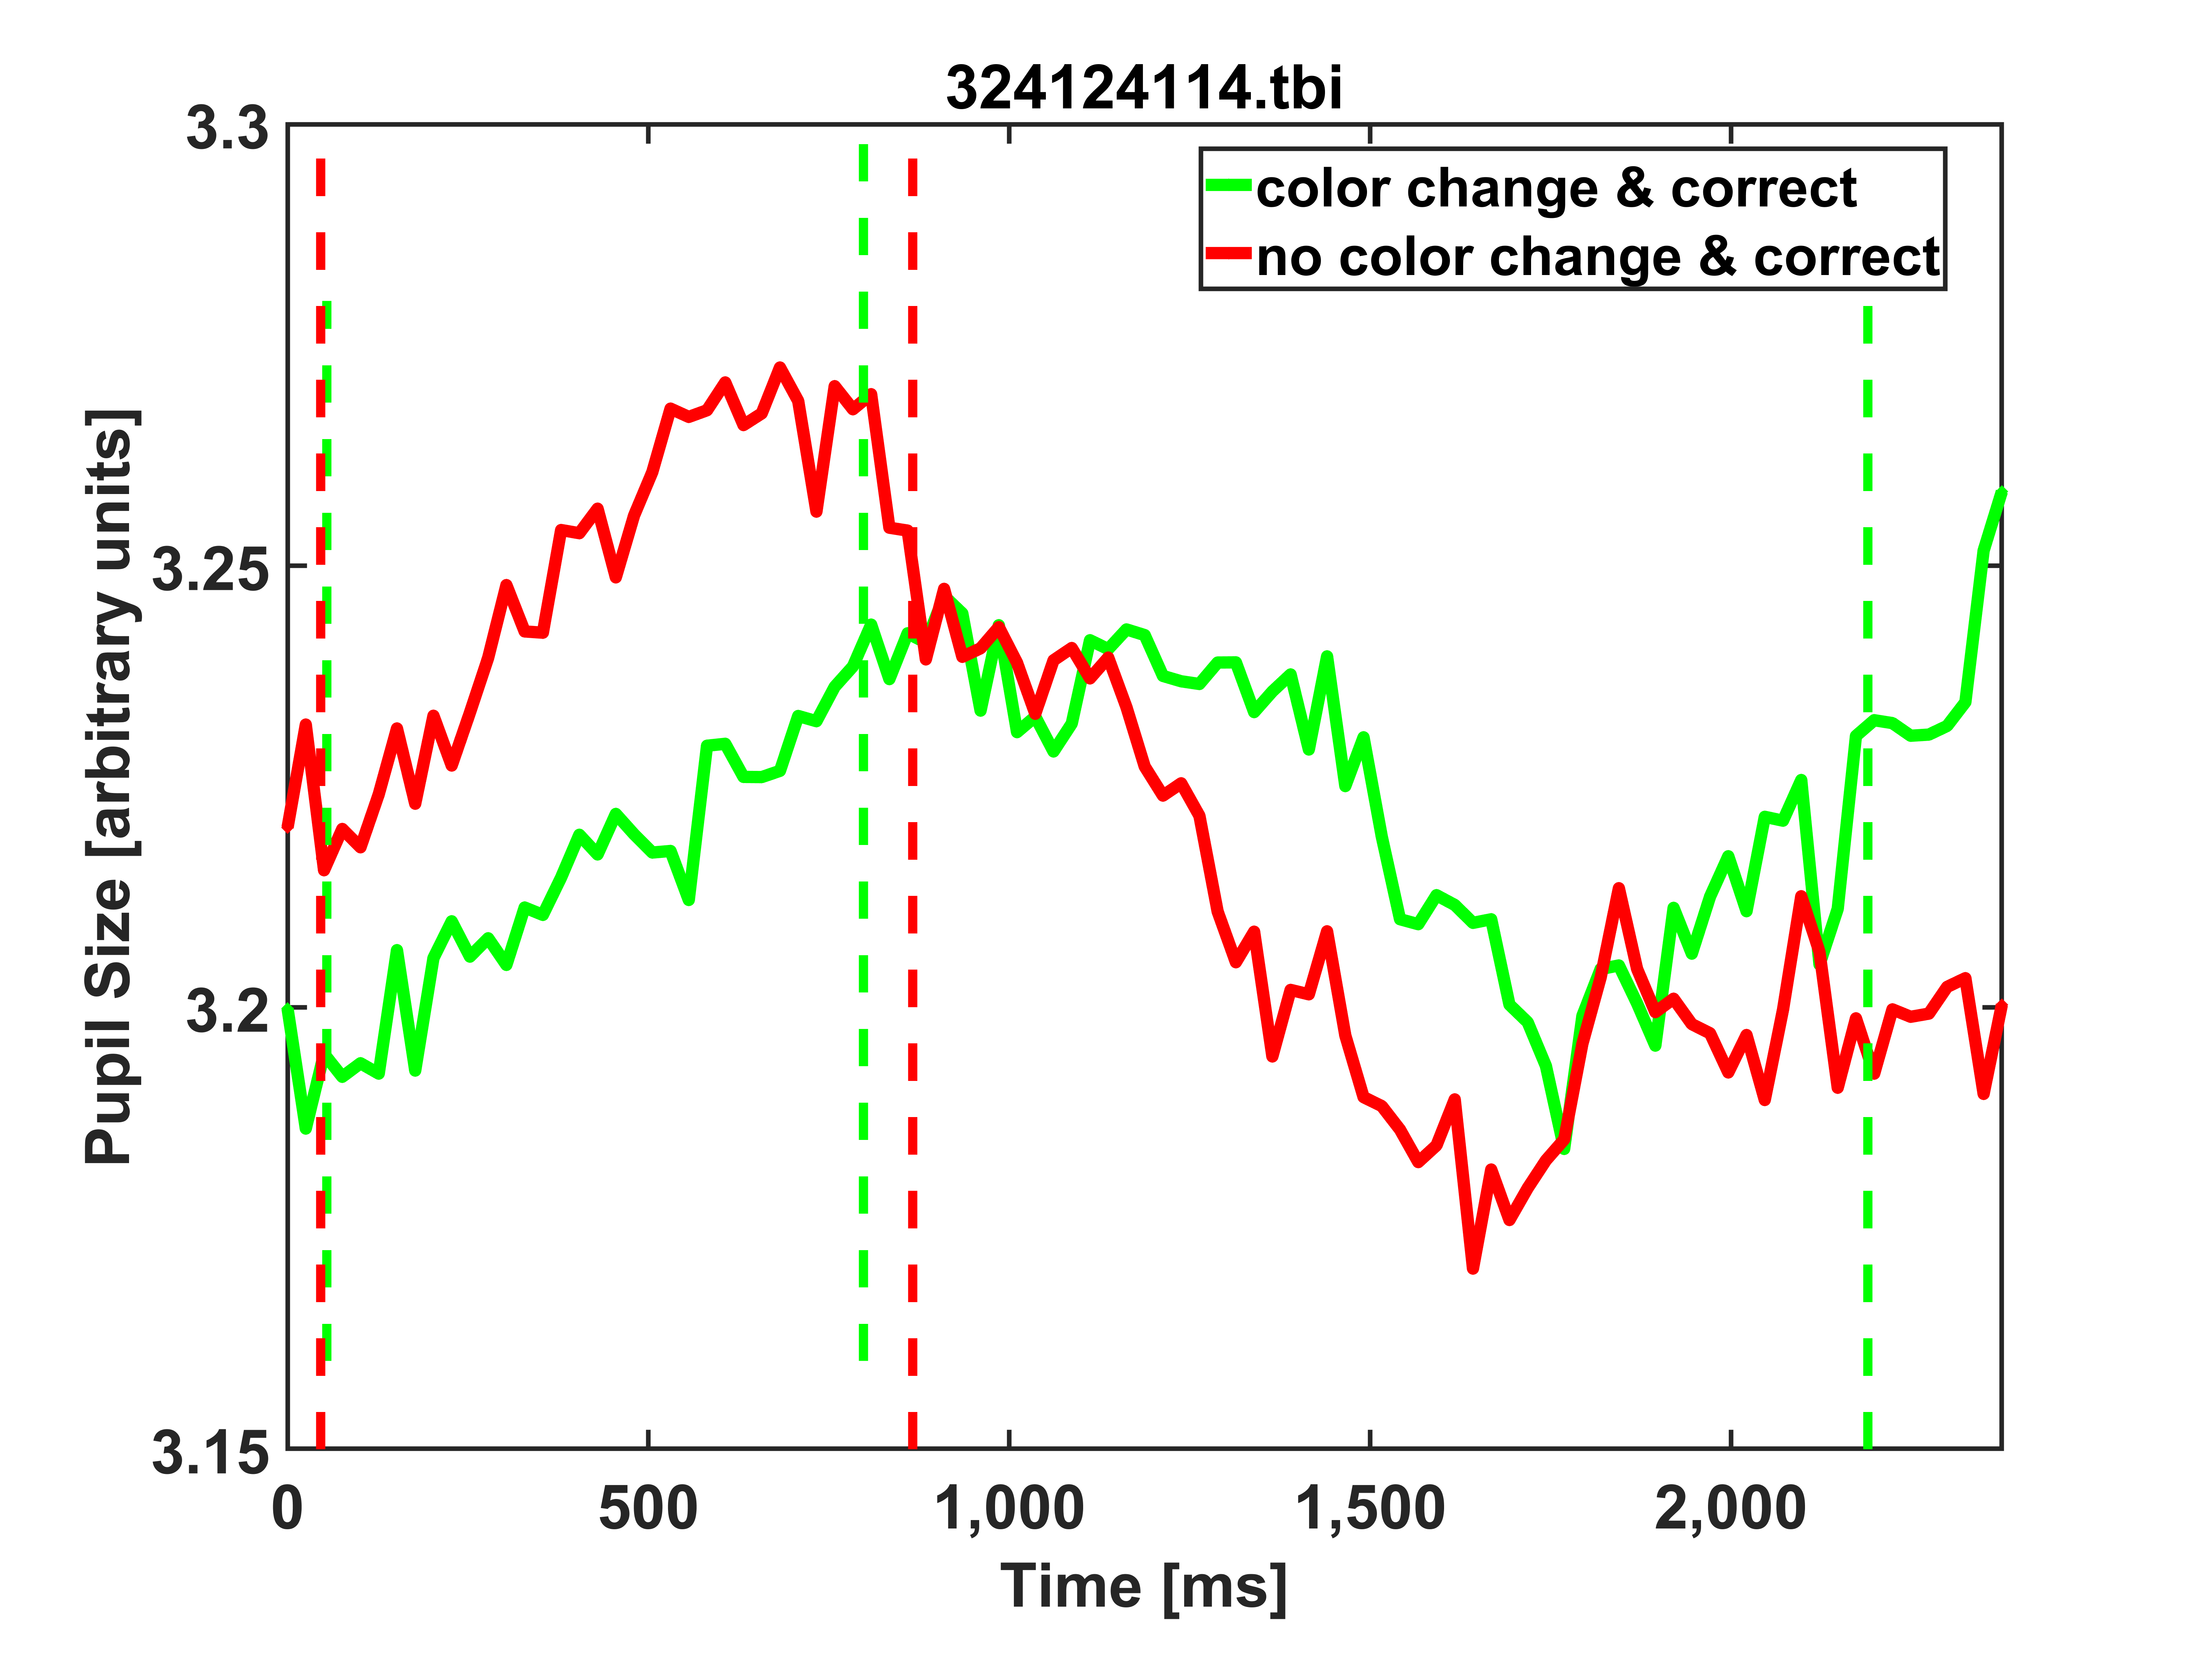 324124114.tbi
3.3
3.25
3.2
3.15
Pupil Size [arbitrary units]
color change & correct
no color change & correct
0
500
1,000
1,500
2,000
Time [ms]